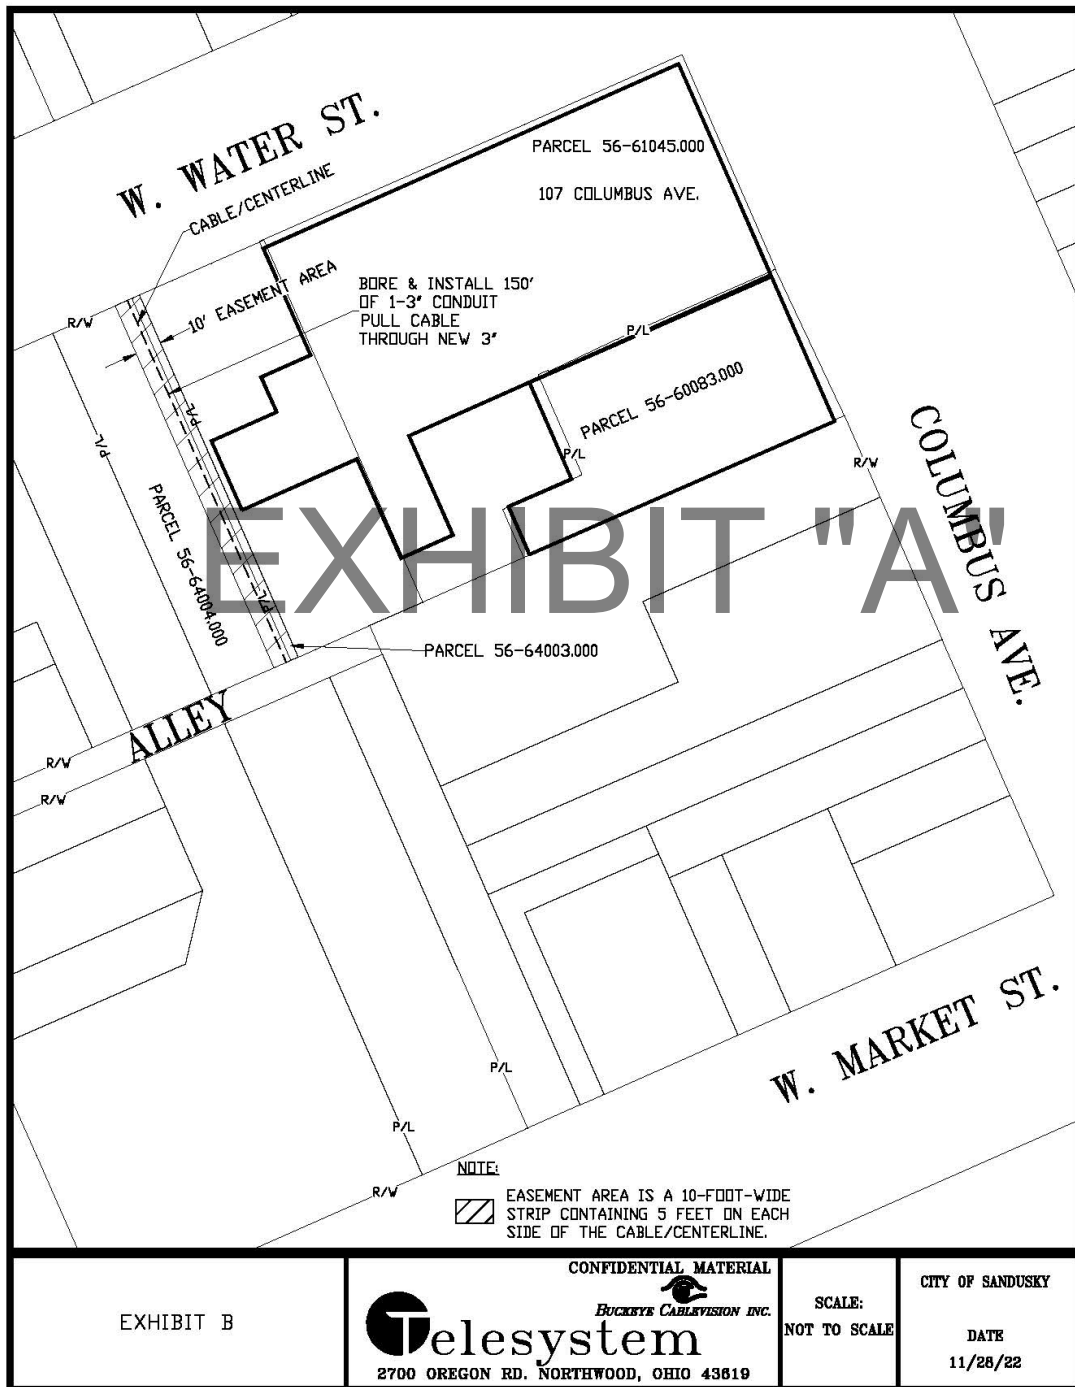 W. WATER ST.
CABLE/CENTERLINE
PARCEL 56-61045.000
107 COLUMBUS AVE.
10' EASEMENT AREA
BORE & INSTALL 150'
OF 1-3" CONDUIT
PULL CABLE
THROUGH NEW 3"
R/W
P/L
PARCEL 56-60083.000
P/L
P/L
P/L
R/W
COLUMBUS AVE.
PARCEL 56-64004.000
EXHIBIT "A"
P/L
PARCEL 56-64003.000
ALLEY
R/W
R/W
W. MARKET ST.
P/L
P/L
R/W
NOTE:
EASEMENT AREA IS A 10-FOOT-WIDE
STRIP CONTAINING 5 FEET ON EACH
SIDE OF THE CABLE/CENTERLINE.
EXHIBIT B
CONFIDENTIAL MATERIAL
BUCKEYE CABLEVISION INC.
Telesystem
2700 OREGON RD. NORTHWOOD, OHIO 43619
SCALE:
NOT TO SCALE
CITY OF SANDUSKY
DATE
11/28/22